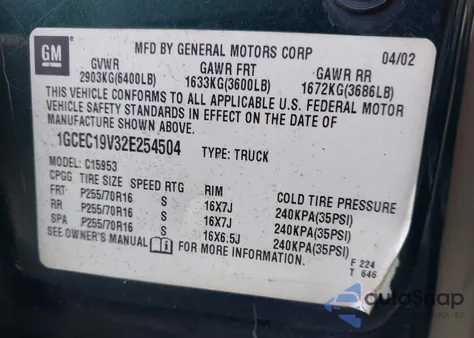 GM
MFD BY GENERAL MOTORS CORP 04/02
GVWR GAWR FRT GAWR RR
2903KG(6400LB) 1633KG(3600LB) 1672KG(3686LB)
THIS VEHICLE CONFORMS TO ALL APPLICABLE U.S. FEDERAL MOTOR
VEHICLE SAFETY STANDARDS IN EFFECT ON THE DATE OF
MANUFACTURE SHOWN ABOVE.
1GCEC19V32E254504 TYPE: TRUCK
MODEL: C15953
CPGG TIRE SIZE SPEED RTG RIM COLD TIRE PRESSURE
FRT P255/70R16 S 16X7J 240KPA(35PSI)
RR P255/70R16 S 16X7J 240KPA(35PSI)
SPA P255/70R16 S 16X6.5J 240KPA(35PSI)
SEE OWNER'S MANUAL FOR MORE INFORMATION
F 224
T 646